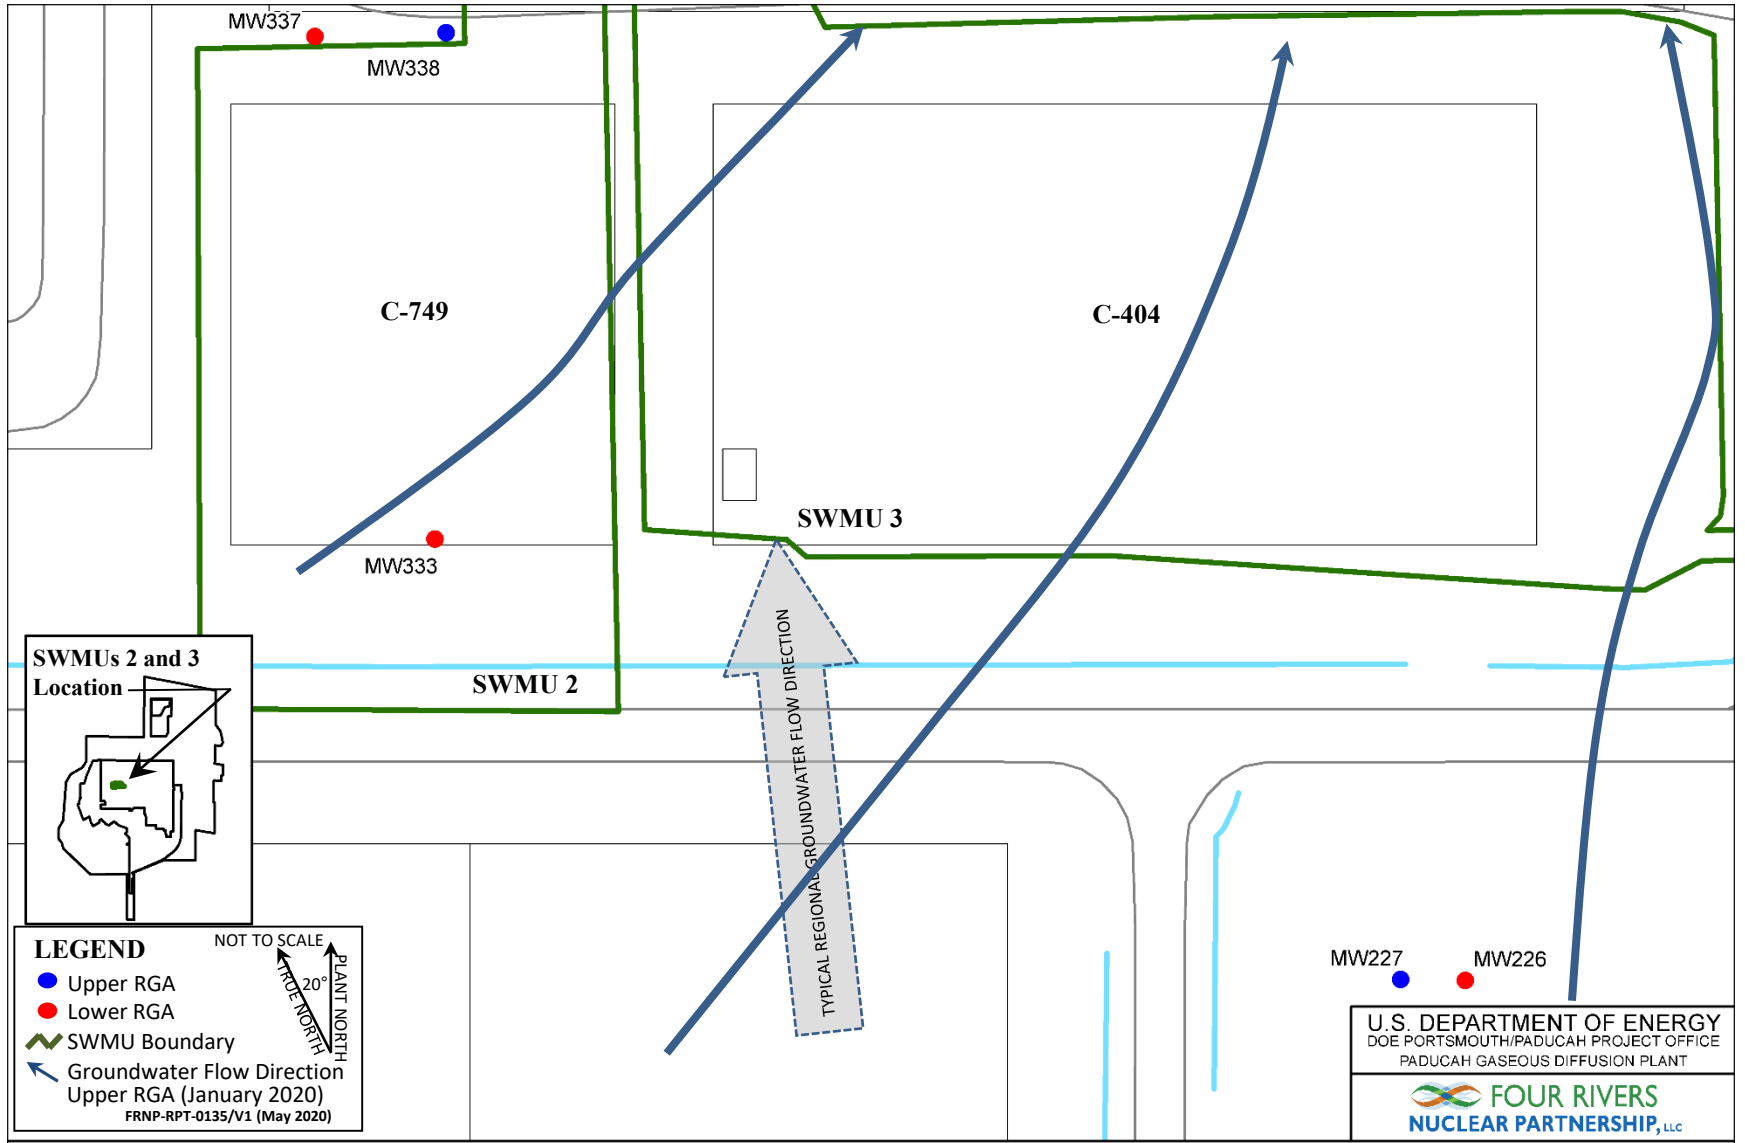 MW337
MW338
C-749
C-404
SWMU 3
MW333
SWMUs 2 and 3
Location
SWMU 2
TYPICAL REGIONAL GROUNDWATER FLOW DIRECTION
MW227
MW226
LEGEND
NOT TO SCALE
TRUE NORTH
20°
PLANT NORTH
Upper RGA
Lower RGA
SWMU Boundary
Groundwater Flow Direction
Upper RGA (January 2020)
FRNP-RPT-0135/V1 (May 2020)
U.S. DEPARTMENT OF ENERGY
DOE PORTSMOUTH/PADUCAH PROJECT OFFICE
PADUCAH GASEOUS DIFFUSION PLANT
FOUR RIVERS
NUCLEAR PARTNERSHIP, LLC